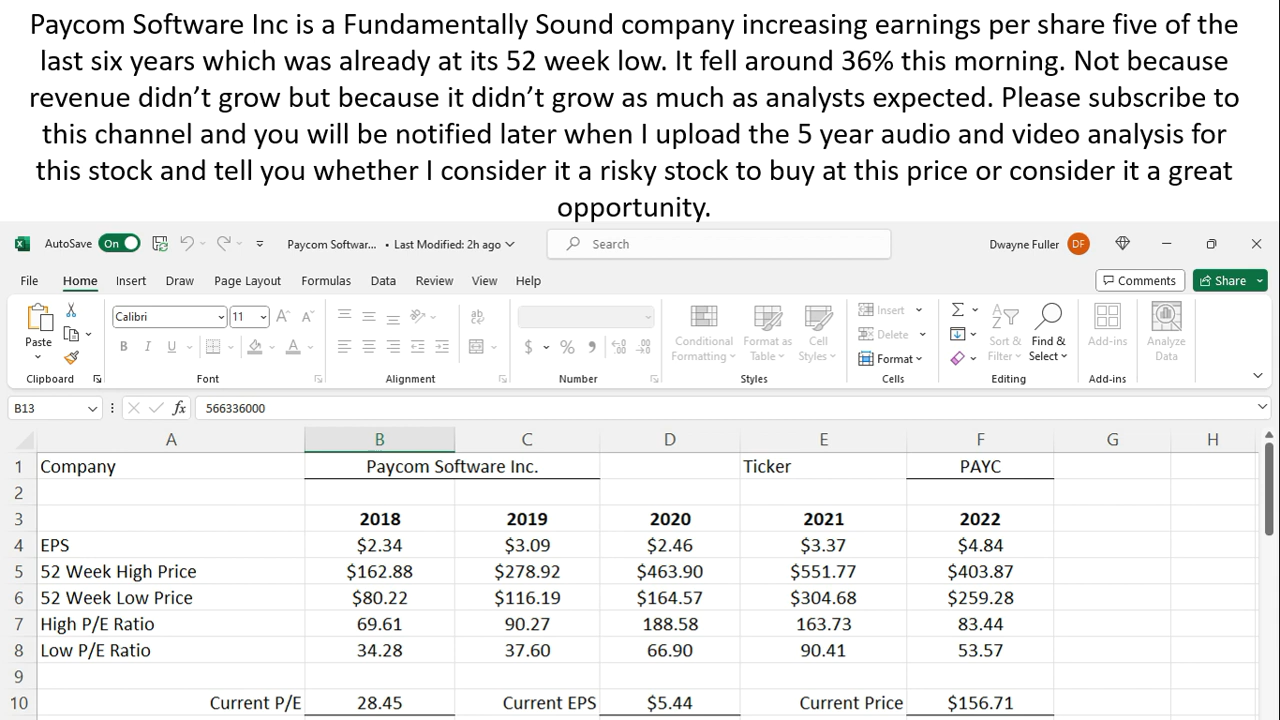 Paycom Software Inc is a Fundamentally Sound company increasing earnings per share five of the
last six years which was already at its 52 week low. It fell around 36% this morning. Not because
revenue didn’t grow but because it didn’t grow as much as analysts expected. Please subscribe to
this channel and you will be notified later when I upload the 5 year audio and video analysis for
this stock and tell you whether I consider it a risky stock to buy at this price or consider it a great
opportunity.
AutoSave On Paycom Softwar... • Last Modified: 2h ago Search Dwayne Fuller DF
File Home Insert Draw Page Layout Formulas Data Review View Help Comments Share
Paste Calibri 11 A A ab Conditional Formatting Format as Table Cell Styles Insert Delete Format Sort & Filter Find & Select Add-ins Analyze Data
B I U A $ % 9
Clipboard Font Alignment Number Styles Cells Editing Add-ins
B13 fx 566336000
A B C D E F G H
1 Company Paycom Software Inc. Ticker PAYC
2
3 2018 2019 2020 2021 2022
4 EPS $2.34 $3.09 $2.46 $3.37 $4.84
5 52 Week High Price $162.88 $278.92 $463.90 $551.77 $403.87
6 52 Week Low Price $80.22 $116.19 $164.57 $304.68 $259.28
7 High P/E Ratio 69.61 90.27 188.58 163.73 83.44
8 Low P/E Ratio 34.28 37.60 66.90 90.41 53.57
9
10 Current P/E 28.45 Current EPS $5.44 Current Price $156.71